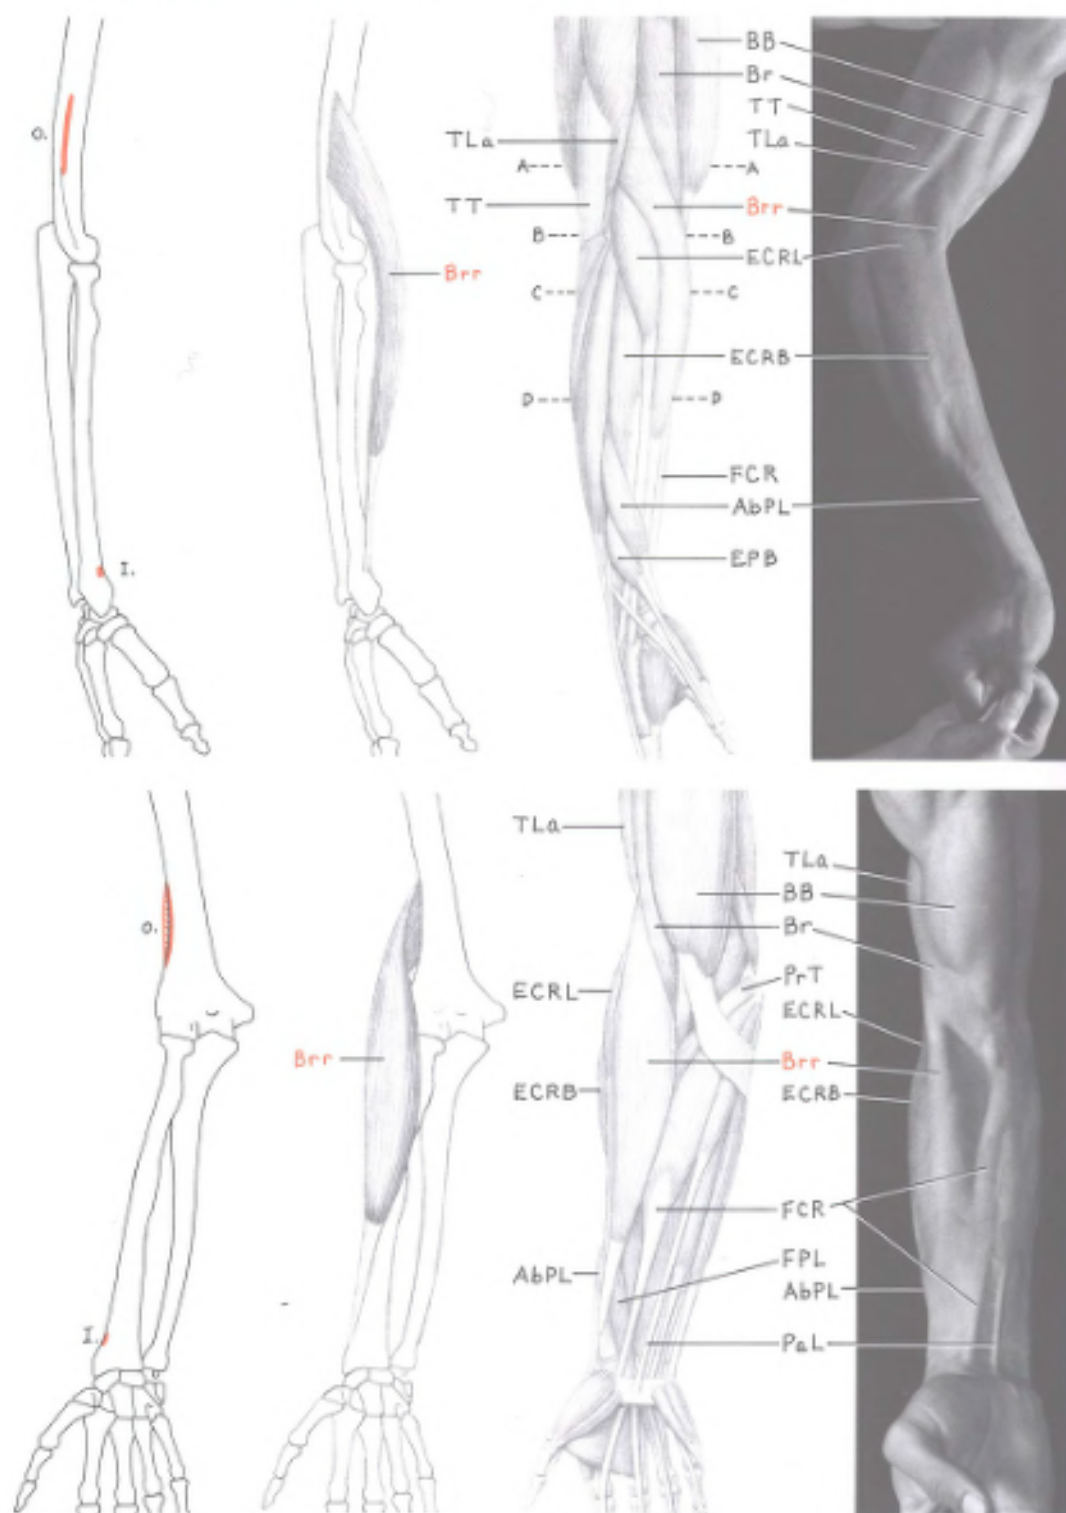 BB
Br
TT
TLa
TLa
O.
A
A
TT
Brr
B
B
ECRL
Brr
C
C
ECRB
D
D
FCR
AbPL
EPB
I.
TLa
TLa
BB
O.
Br
PrT
ECRL
ECRL
Brr
Brr
ECRB
ECRB
FCR
FPL
AbPL
AbPL
I.
PaL